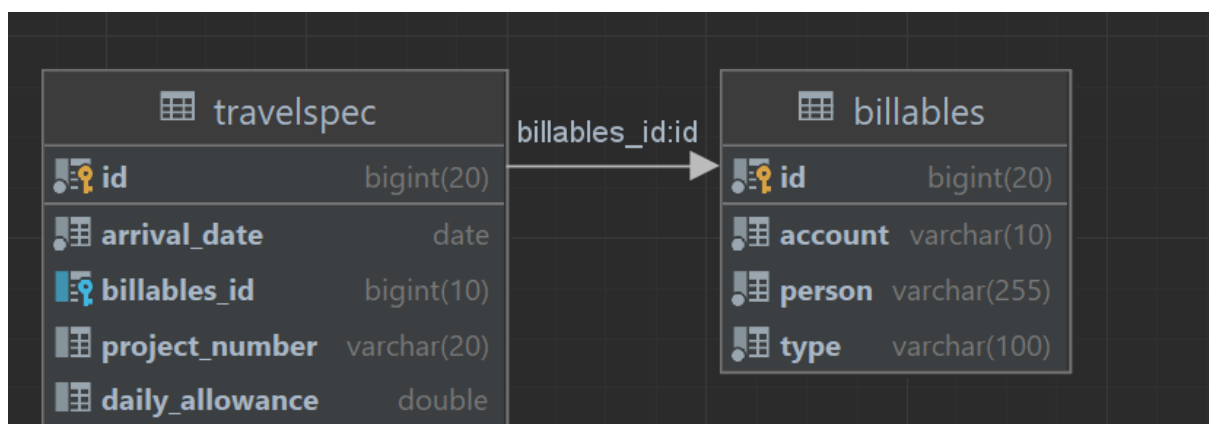 travelspec
id bigint(20)
arrival_date date
billables_id bigint(10)
project_number varchar(20)
daily_allowance double
billables_id:id
billables
id bigint(20)
account varchar(10)
person varchar(255)
type varchar(100)